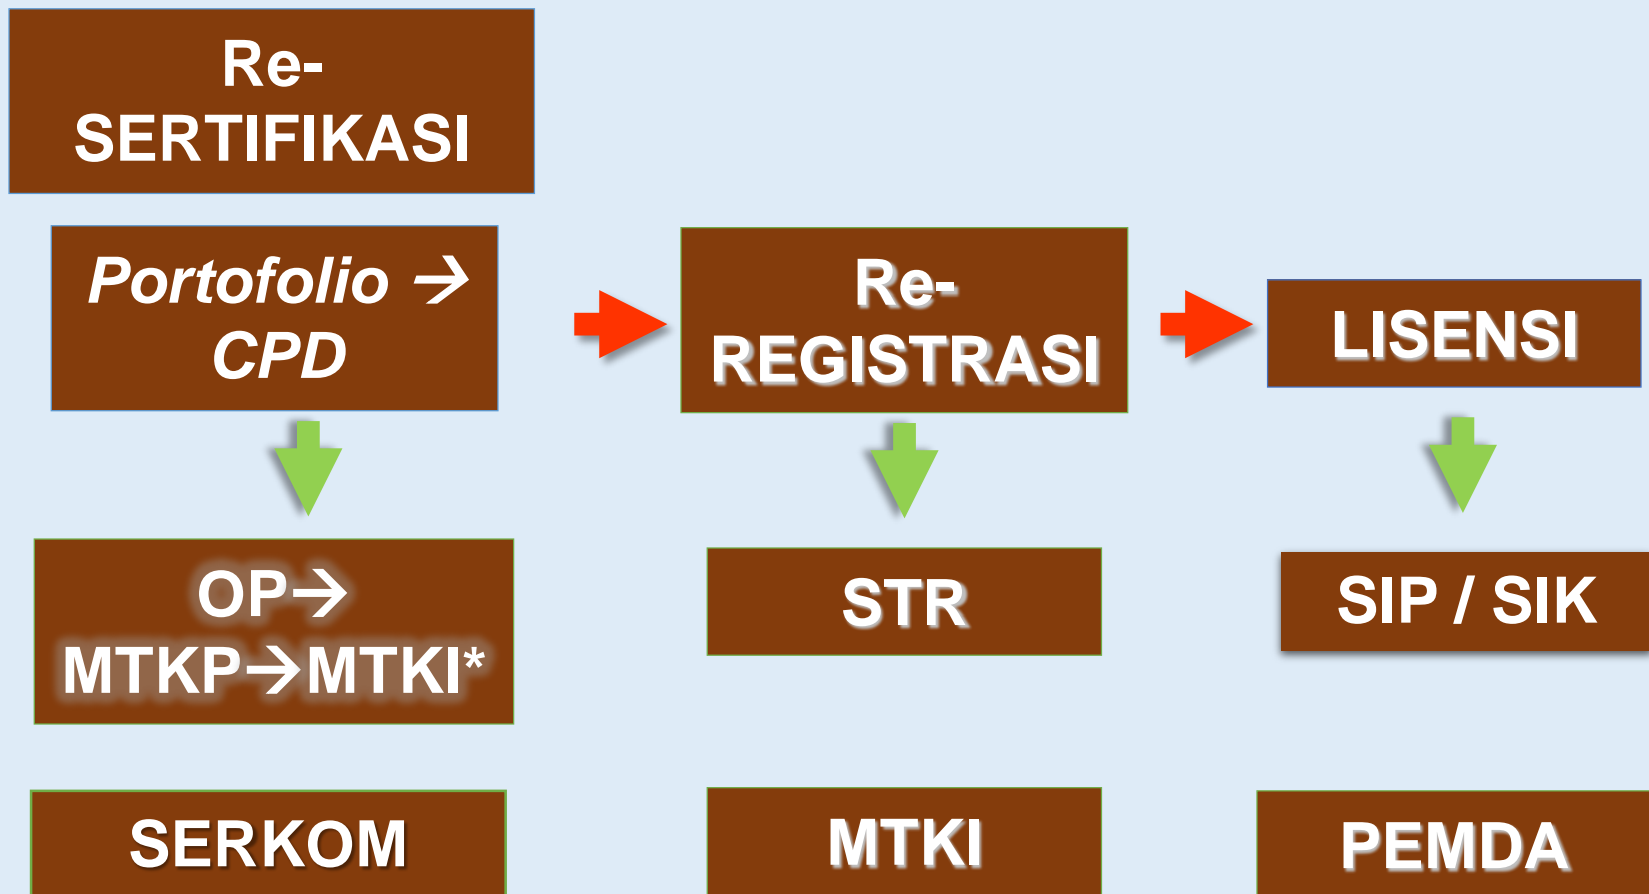 Re-
SERTIFIKASI
Portofolio →
CPD
Re-
REGISTRASI
LISENSI
OP→
MTKP→MTKI*
STR
SIP / SIK
SERKOM
MTKI
PEMDA